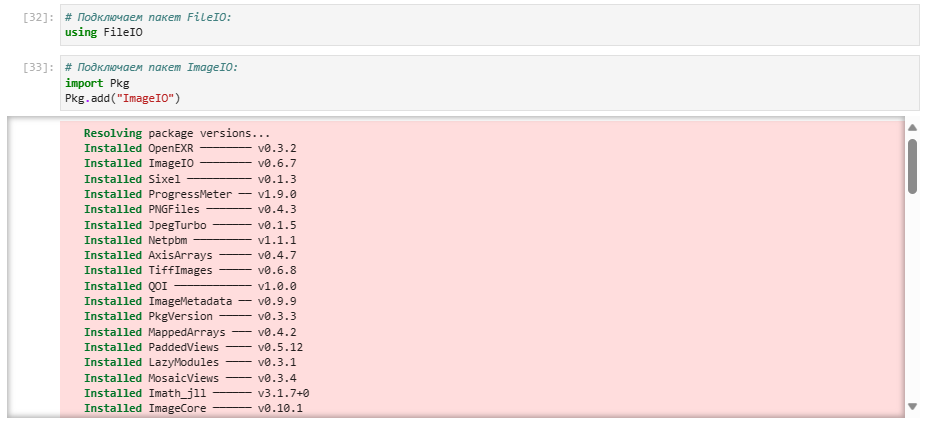 [32]: # Подключаем пакет FileIO:
using FileIO
[33]: # Подключаем пакет ImageIO:
import Pkg
Pkg.add("ImageIO")
Resolving package versions...
Installed OpenEXR ──────── v0.3.2
Installed ImageIO ──────── v0.6.7
Installed Sixel ────────── v0.1.3
Installed ProgressMeter ── v1.9.0
Installed PNGFiles ─────── v0.4.3
Installed JpegTurbo ────── v0.1.5
Installed Netpbm ───────── v1.1.1
Installed AxisArrays ───── v0.4.7
Installed TiffImages ───── v0.6.8
Installed QOI ──────────── v1.0.0
Installed ImageMetadata ── v0.9.9
Installed PkgVersion ───── v0.3.3
Installed MappedArrays ─── v0.4.2
Installed PaddedViews ──── v0.5.12
Installed LazyModules ──── v0.3.1
Installed MosaicViews ──── v0.3.4
Installed Imath_jll ────── v3.1.7+0
Installed ImageCore ────── v0.10.1